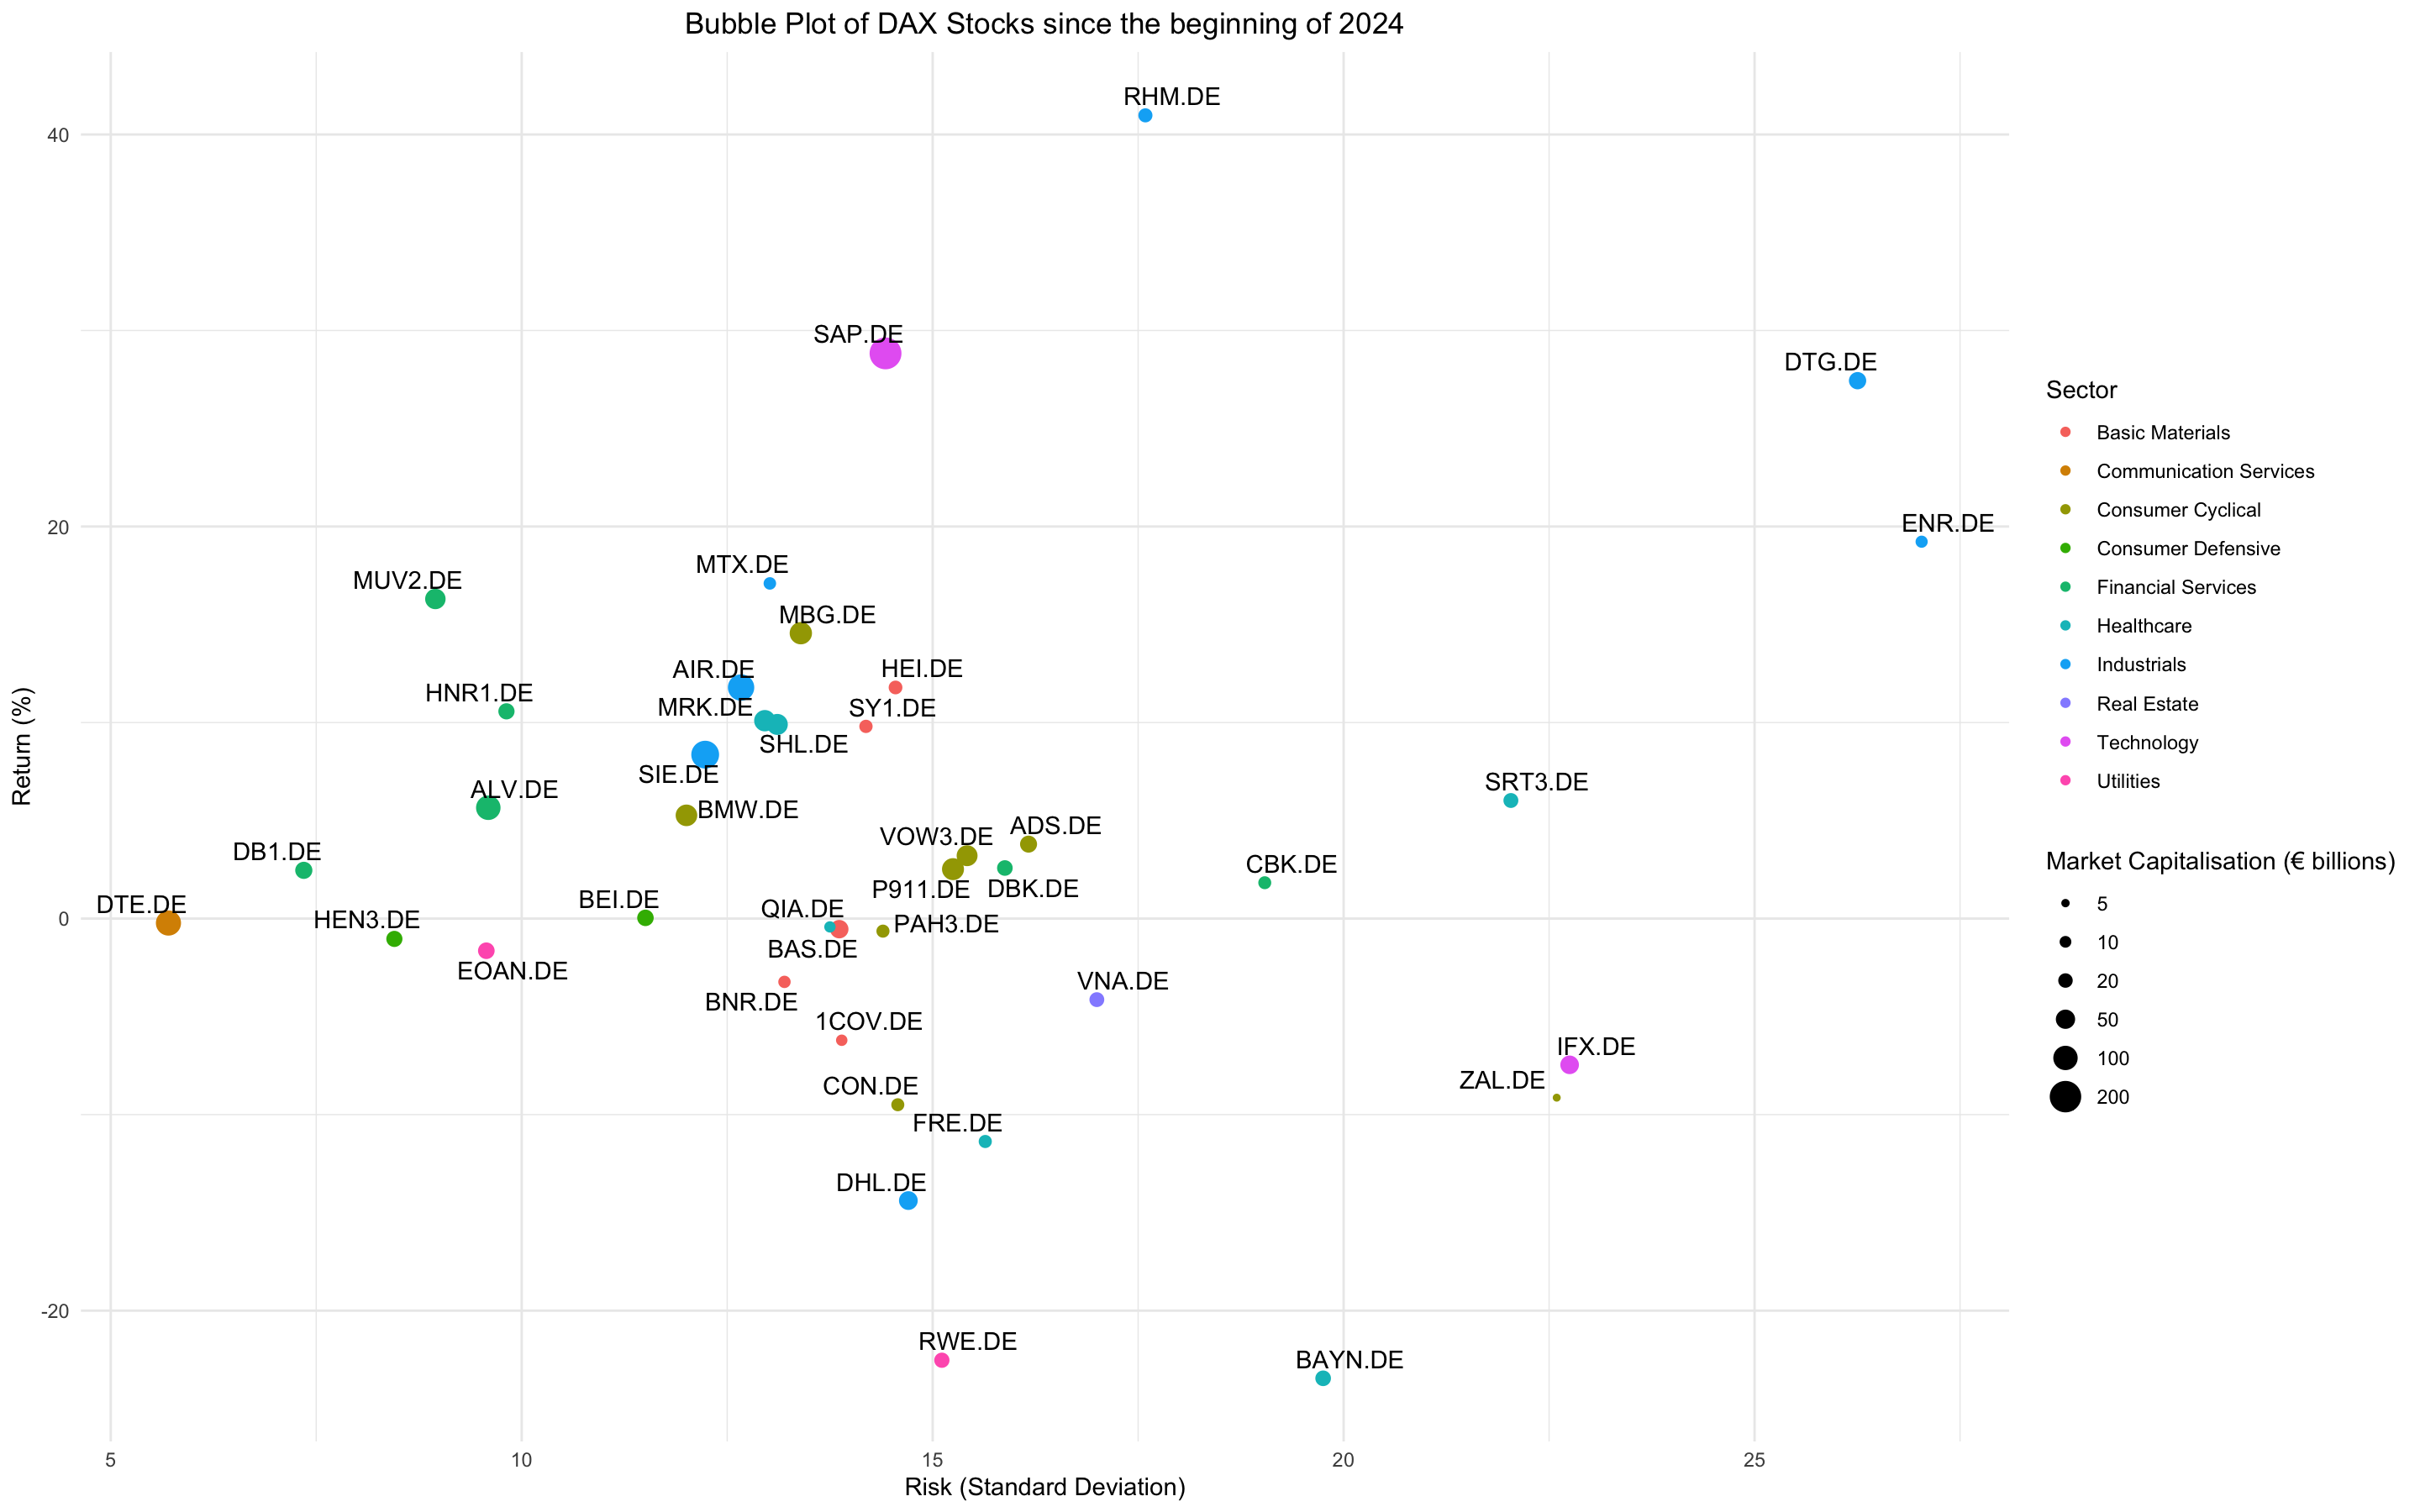 Bubble Plot of DAX Stocks since the beginning of 2024
Return (%)
40
20
0
-20
RHM.DE
SAP.DE
DTG.DE
ENR.DE
MTX.DE
MUV2.DE
MBG.DE
AIR.DE
HEI.DE
HNR1.DE
MRK.DE
SY1.DE
SHL.DE
SIE.DE
SRT3.DE
ALV.DE
BMW.DE
ADS.DE
VOW3.DE
DB1.DE
CBK.DE
P911.DE
DBK.DE
BEI.DE
DTE.DE
QIA.DE
HEN3.DE
PAH3.DE
BAS.DE
EOAN.DE
VNA.DE
BNR.DE
1COV.DE
IFX.DE
ZAL.DE
CON.DE
FRE.DE
DHL.DE
RWE.DE
BAYN.DE
5
10
15
20
25
Risk (Standard Deviation)
Sector
Basic Materials
Communication Services
Consumer Cyclical
Consumer Defensive
Financial Services
Healthcare
Industrials
Real Estate
Technology
Utilities
Market Capitalisation (€ billions)
5
10
20
50
100
200